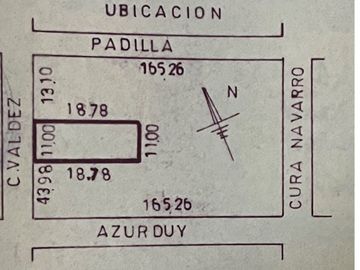 UBICACION
PADILLA
165.26
13.10
18.78
N
C. VALDEZ
11.00
11.00
CURA NAVARRO
18.78
43.98
165.26
AZURDUY